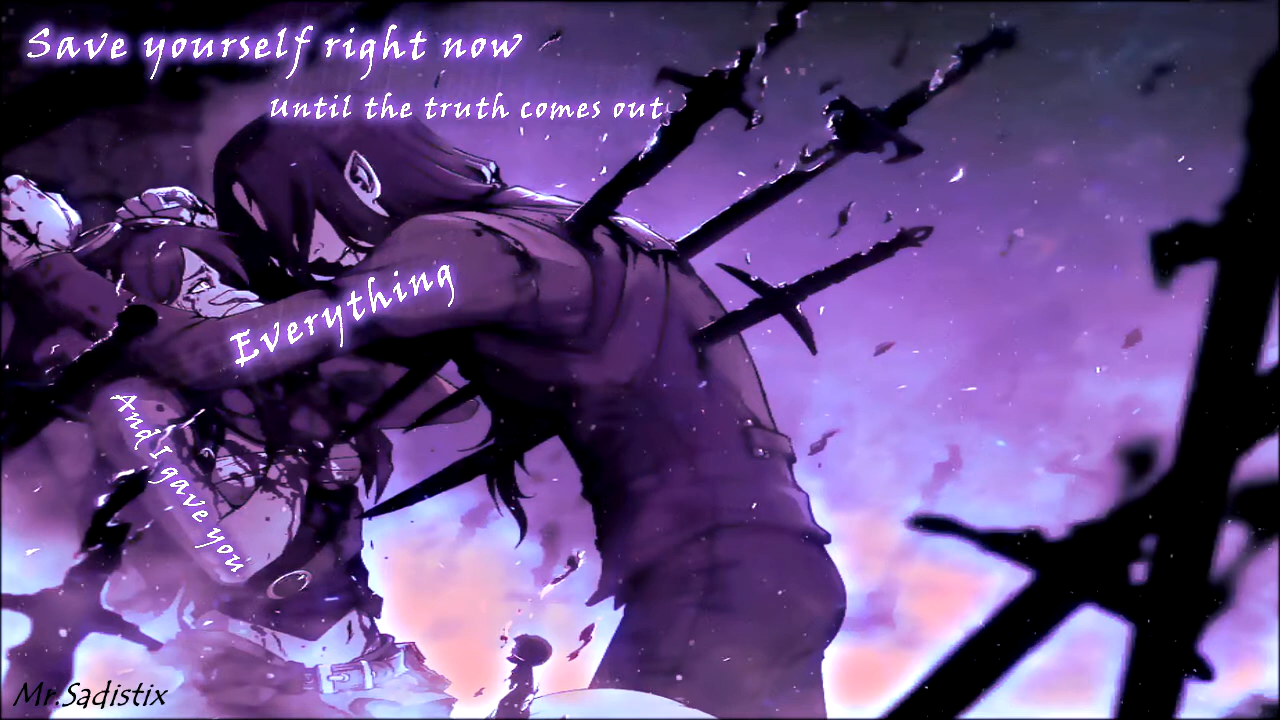 Save yourself right now
until the truth comes out
Everything
And I gave you
Mr.Sadistix